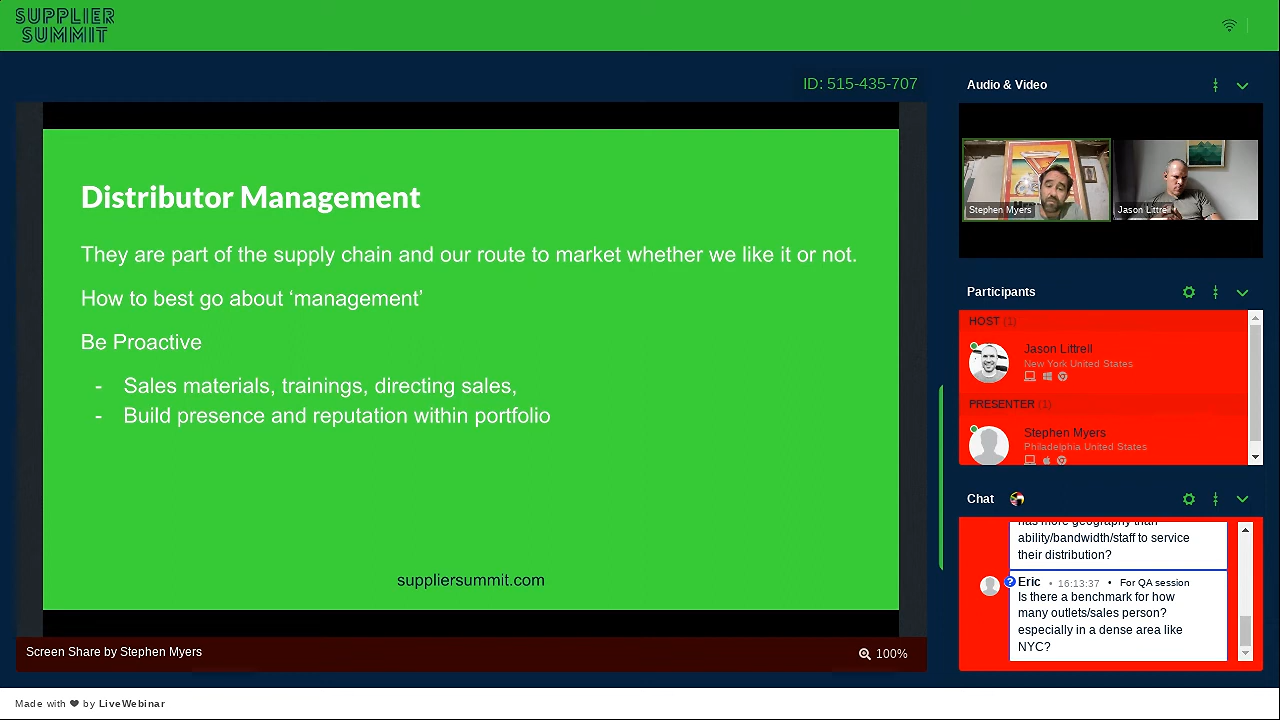 SUPPLIER
SUMMIT
ID: 515-435-707
Distributor Management
They are part of the supply chain and our route to market whether we like it or not.
How to best go about ‘management’
Be Proactive
- Sales materials, trainings, directing sales,
- Build presence and reputation within portfolio
suppliersummit.com
Screen Share by Stephen Myers
100%
Audio & Video
Stephen Myers
Jason Littrell
Participants
HOST (1)
Jason Littrell
New York United States
PRESENTER (1)
Stephen Myers
Philadelphia United States
Chat
has more geography than
ability/bandwidth/staff to service
their distribution?
? Eric • 16:13:37 • For QA session
Is there a benchmark for how
many outlets/sales person?
especially in a dense area like
NYC?
Made with ❤ by LiveWebinar